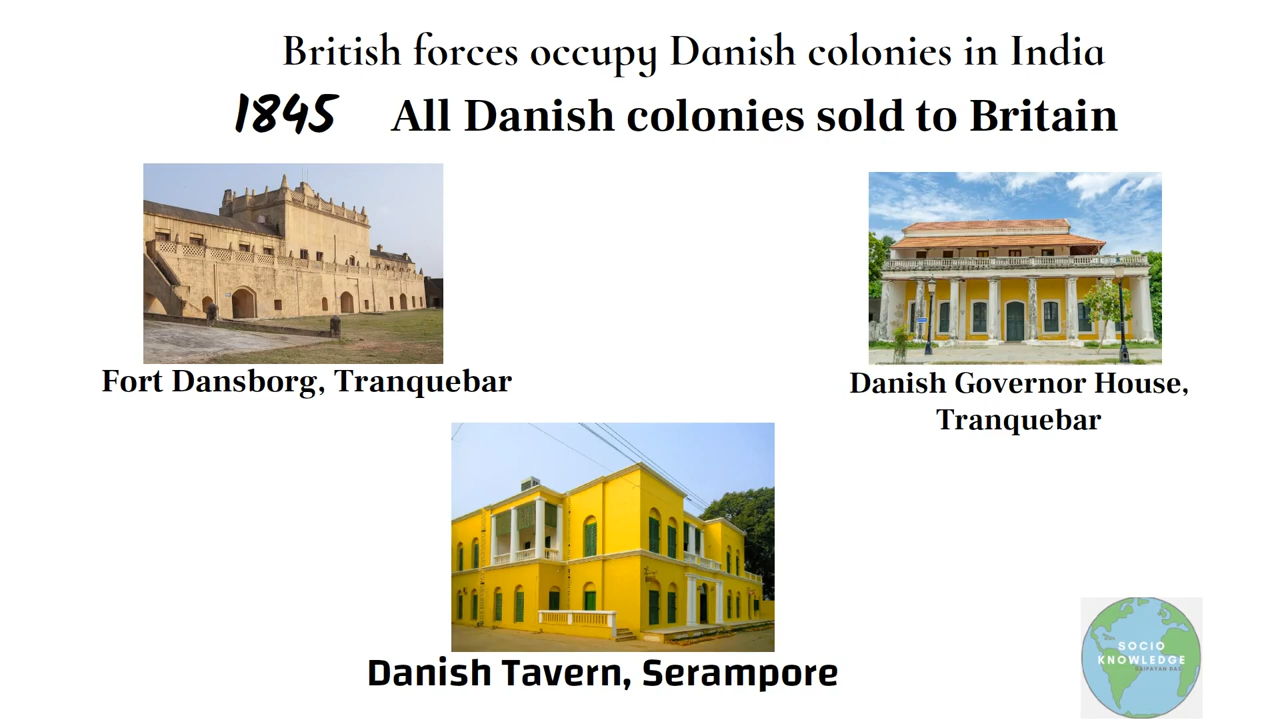 British forces occupy Danish colonies in India
1845 All Danish colonies sold to Britain
Fort Dansborg, Tranquebar
Danish Governor House,
Tranquebar
Danish Tavern, Serampore
SOCIO
KNOWLEDGE